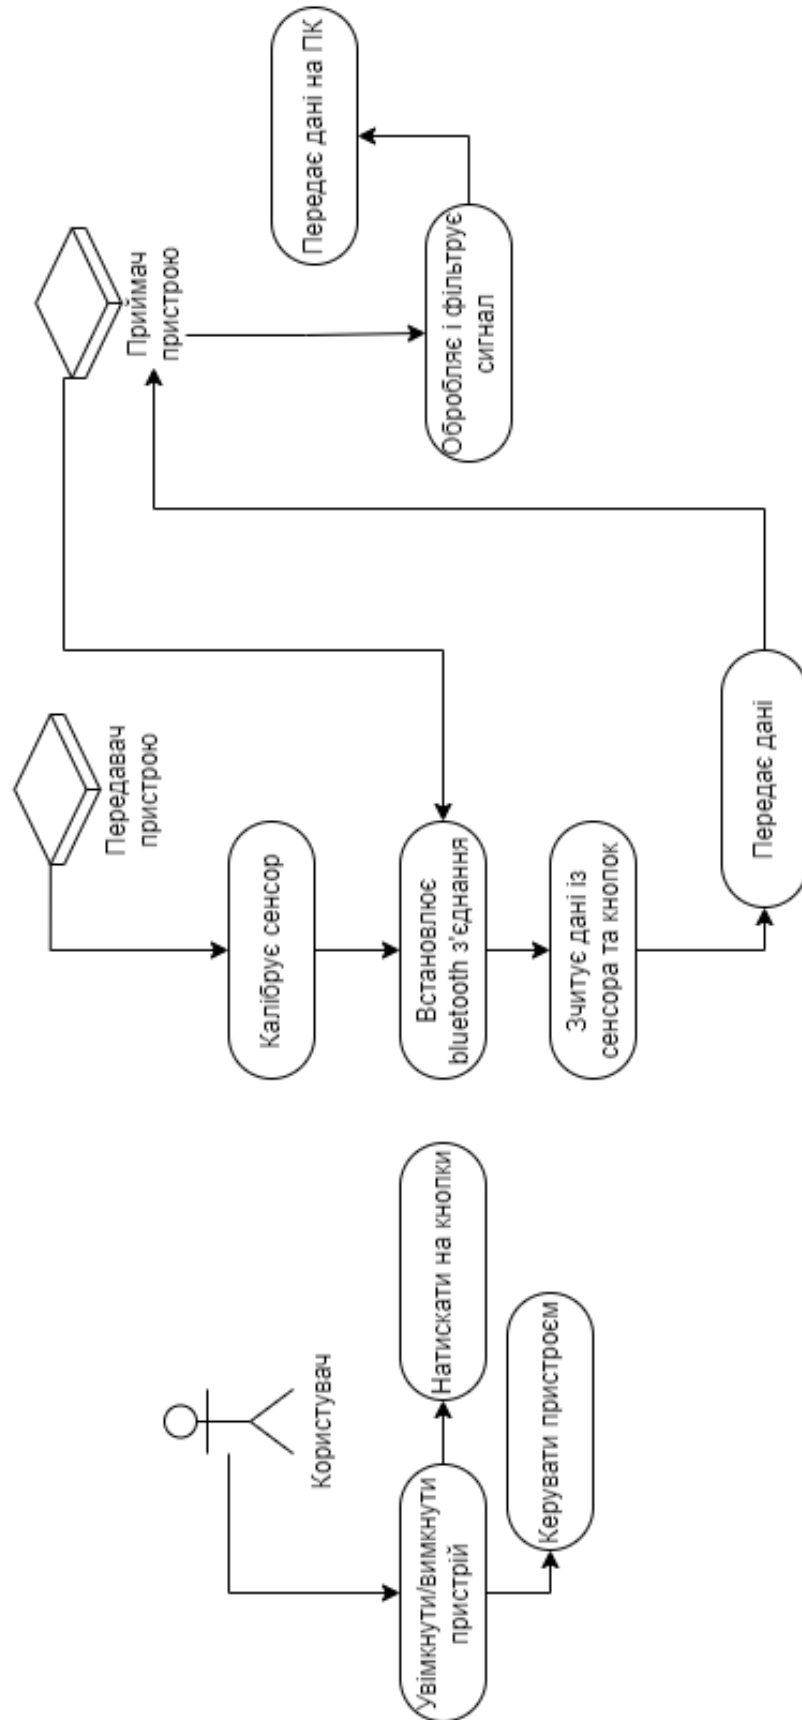 Користувач
Увімкнути/вимкнути
пристрій
Натискати на кнопки
Керувати пристроєм
Передавач
пристрою
Калібрує сенсор
Встановлює
bluetooth з'єднання
Зчитує дані із
сенсора та кнопок
Передає дані
Приймач
пристрою
Обробляє і фільтрує
сигнал
Передає дані на ПК